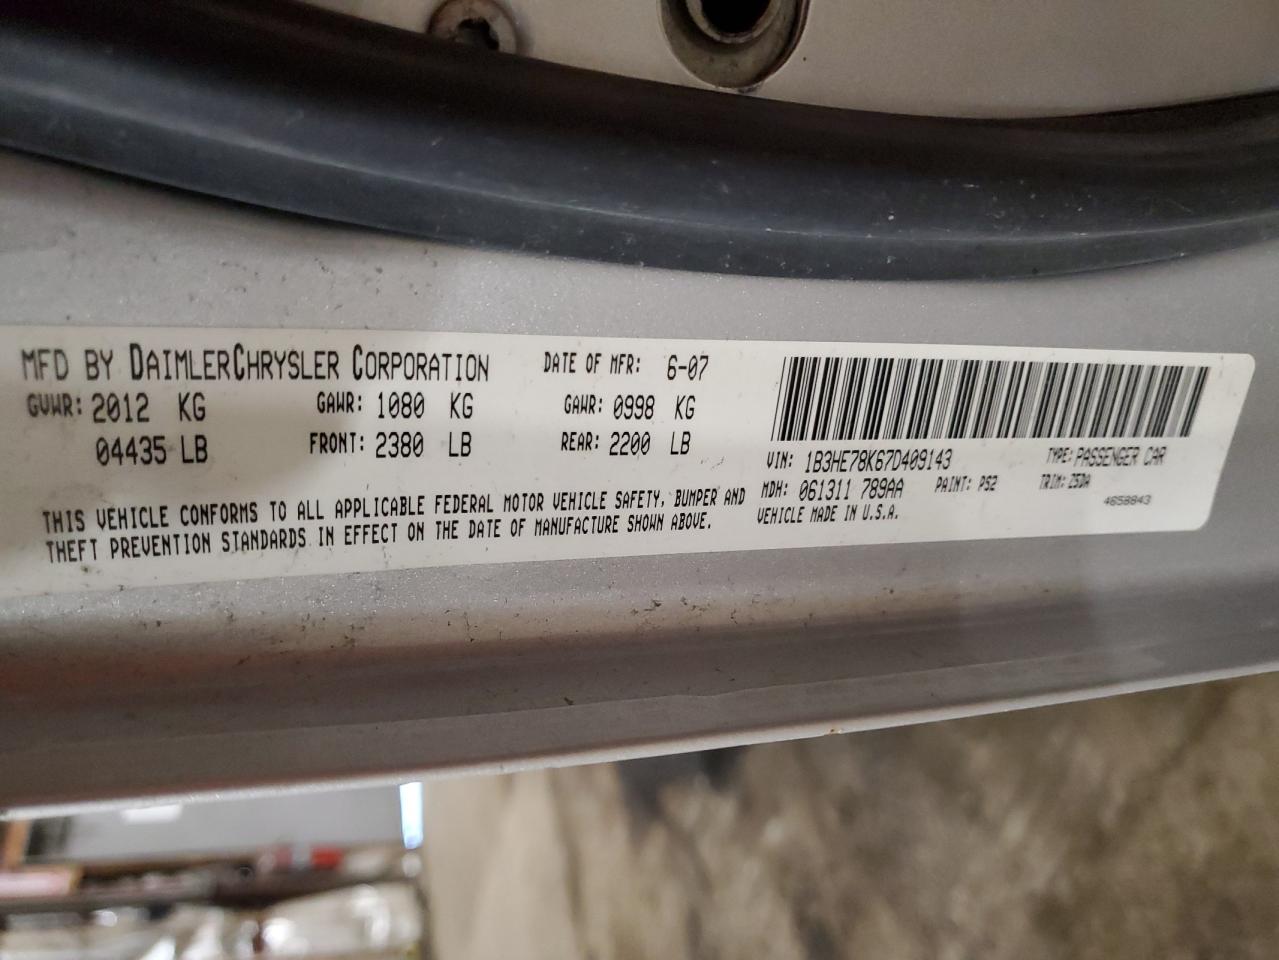 MFD BY DAIMLERCHRYSLER CORPORATION DATE OF MFR: 6-07
GVWR: 2012 KG GAWR: 1080 KG GAWR: 0998 KG
04435 LB FRONT: 2380 LB REAR: 2200 LB
THIS VEHICLE CONFORMS TO ALL APPLICABLE FEDERAL MOTOR VEHICLE SAFETY, BUMPER AND
THEFT PREVENTION STANDARDS IN EFFECT ON THE DATE OF MANUFACTURE SHOWN ABOVE.
VIN: 1B3HE78K67D409143 TYPE: PASSENGER CAR
MDH: 061311 789AA PAINT: PS2 TRIM: Z5DA
VEHICLE MADE IN U.S.A. 4658843